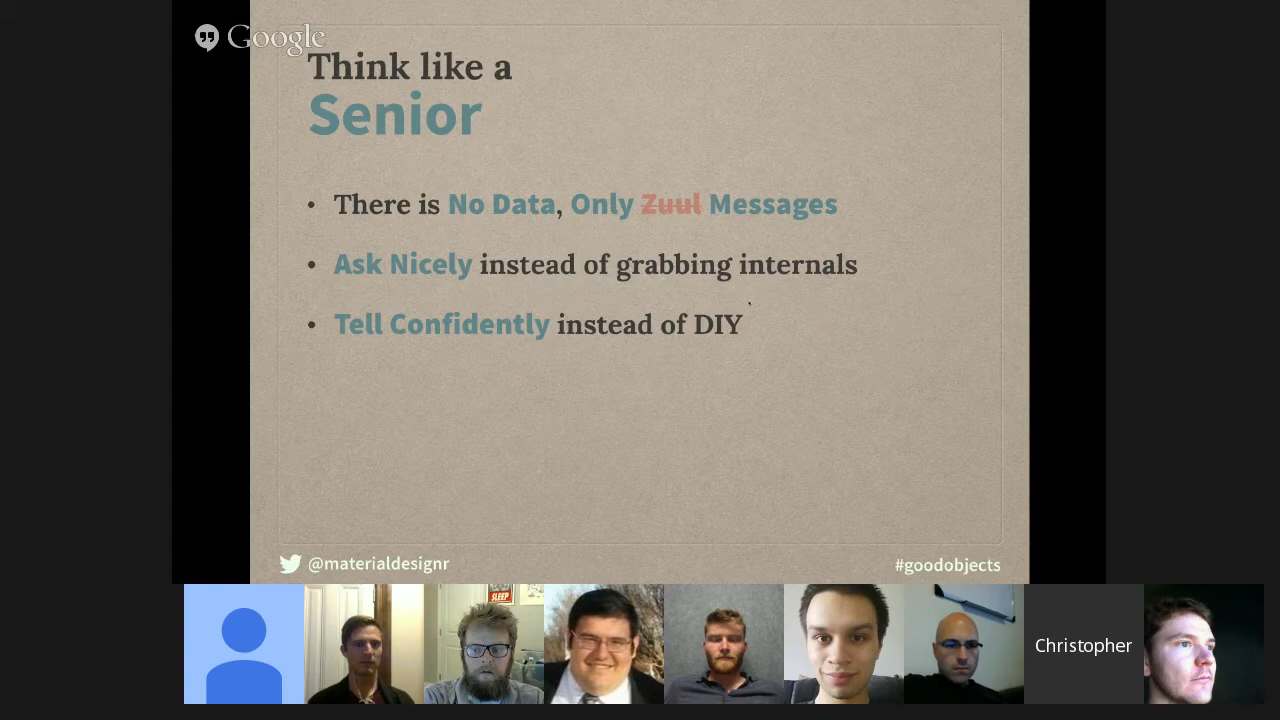 Google
Think like a
Senior
• There is No Data, Only Zuul Messages
• Ask Nicely instead of grabbing internals
• Tell Confidently instead of DIY
@materialdesignr
#goodobjects
SLEEP
Christopher